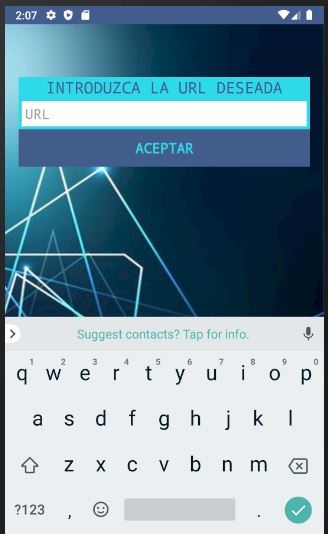 2:07
INTRODUZCA LA URL DESEADA
URL
ACEPTAR
Suggest contacts? Tap for info.
1 2 3 4 5 6 7 8 9 0
q w e r t y u i o p
a s d f g h j k l
z x c v b n m
?123 , .